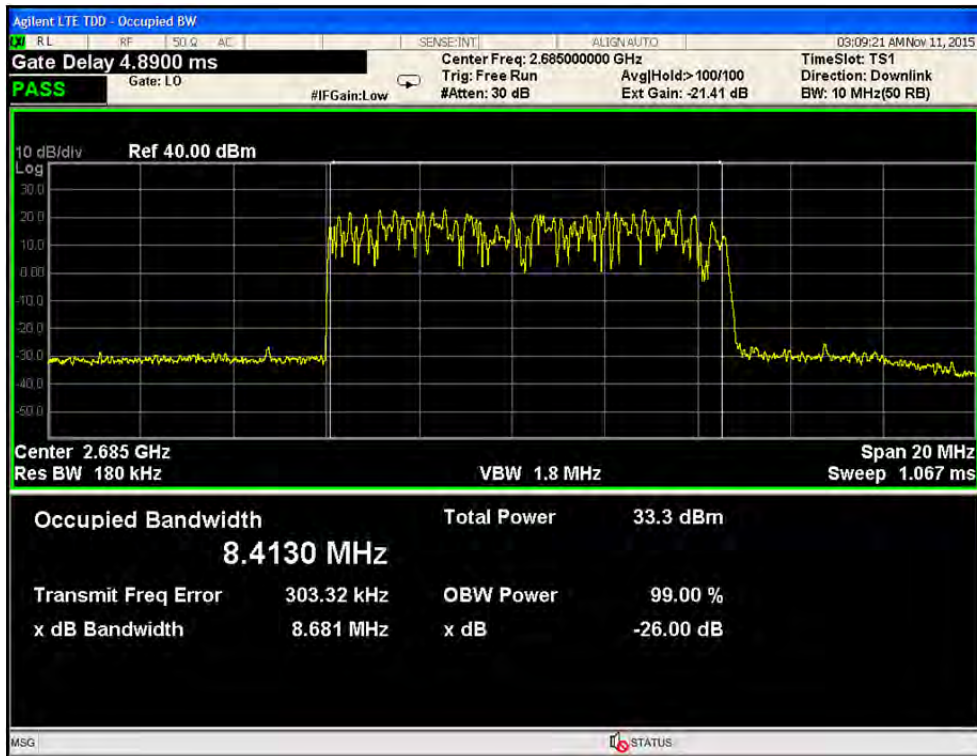 Agilent LTE TDD - Occupied BW
LXI RL RF 50 Ω AC SENSE:INT ALIGN AUTO 03:09:21 AM Nov 11, 2015
Gate Delay 4.8900 ms Center Freq: 2.685000000 GHz TimeSlot: TS1
PASS Gate: LO Trig: Free Run Avg|Hold:>100/100 Direction: Downlink
#IFGain:Low #Atten: 30 dB Ext Gain: -21.41 dB BW: 10 MHz(50 RB)
10 dB/div Ref 40.00 dBm
Log
30.0
20.0
10.0
0.00
-10.0
-20.0
-30.0
-40.0
-50.0
Center 2.685 GHz Span 20 MHz
Res BW 180 kHz VBW 1.8 MHz Sweep 1.067 ms
Occupied Bandwidth Total Power 33.3 dBm
8.4130 MHz
Transmit Freq Error 303.32 kHz OBW Power 99.00 %
x dB Bandwidth 8.681 MHz x dB -26.00 dB
MSG STATUS